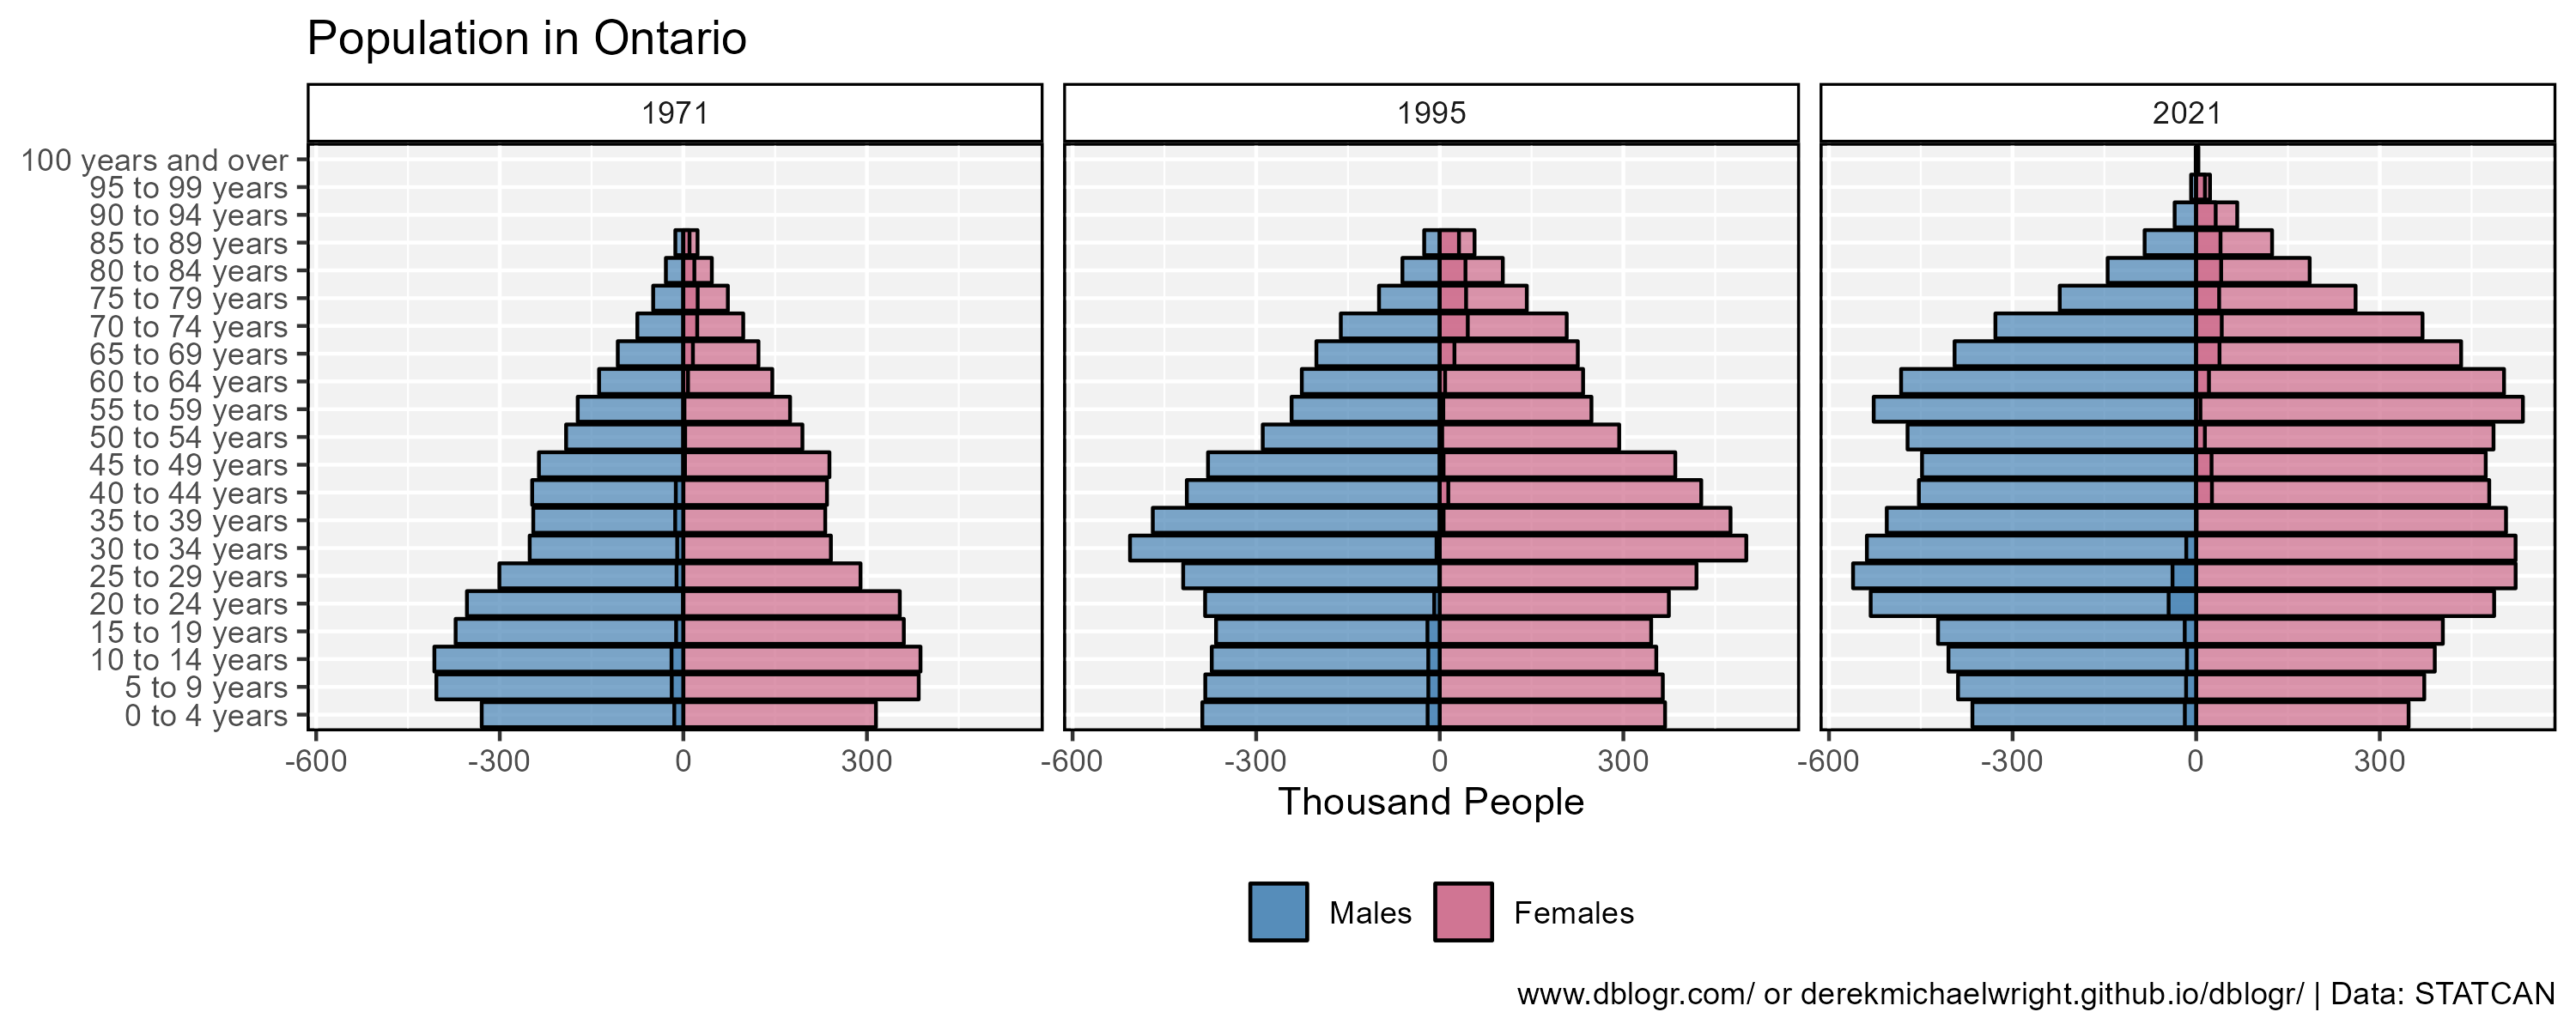 Population in Ontario
1971
1995
2021
100 years and over
95 to 99 years
90 to 94 years
85 to 89 years
80 to 84 years
75 to 79 years
70 to 74 years
65 to 69 years
60 to 64 years
55 to 59 years
50 to 54 years
45 to 49 years
40 to 44 years
35 to 39 years
30 to 34 years
25 to 29 years
20 to 24 years
15 to 19 years
10 to 14 years
5 to 9 years
0 to 4 years
-600 -300 0 300
-600 -300 0 300
-600 -300 0 300
Thousand People
Males Females
www.dblogr.com/ or derekmichaelwright.github.io/dblogr/ | Data: STATCAN